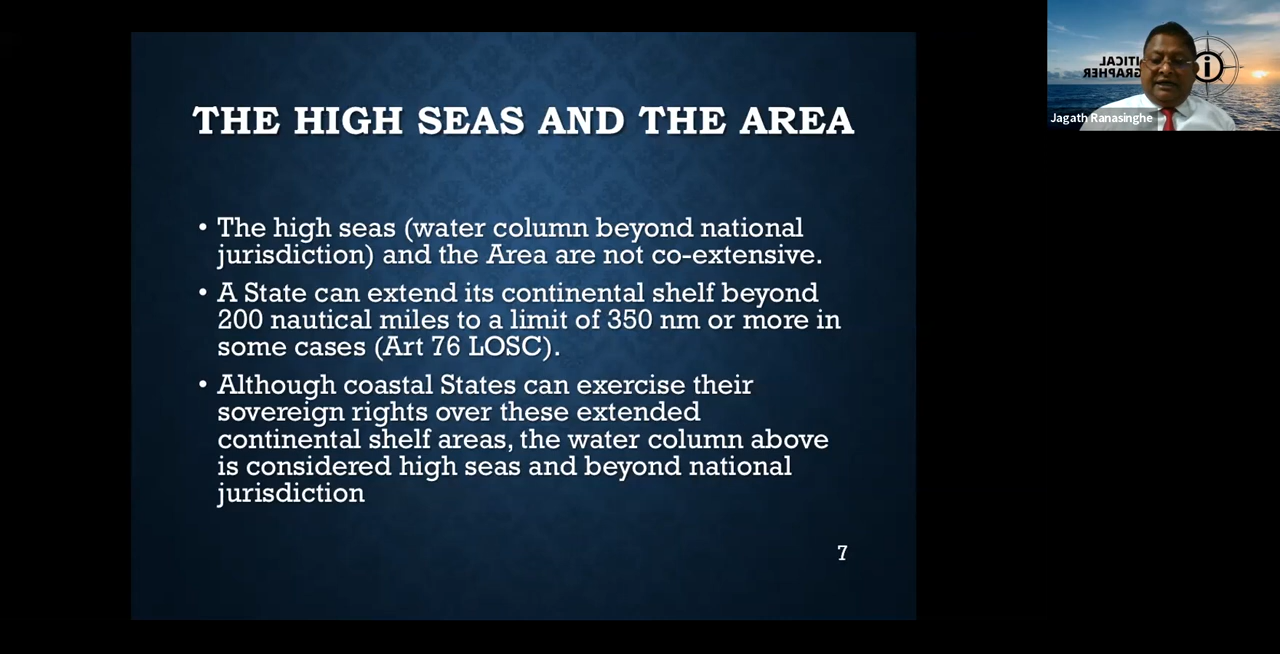 THE HIGH SEAS AND THE AREA
• The high seas (water column beyond national
jurisdiction) and the Area are not co-extensive.
• A State can extend its continental shelf beyond
200 nautical miles to a limit of 350 nm or more in
some cases (Art 76 LOSC).
• Although coastal States can exercise their
sovereign rights over these extended
continental shelf areas, the water column above
is considered high seas and beyond national
jurisdiction
7
i
Jagath Ranasinghe